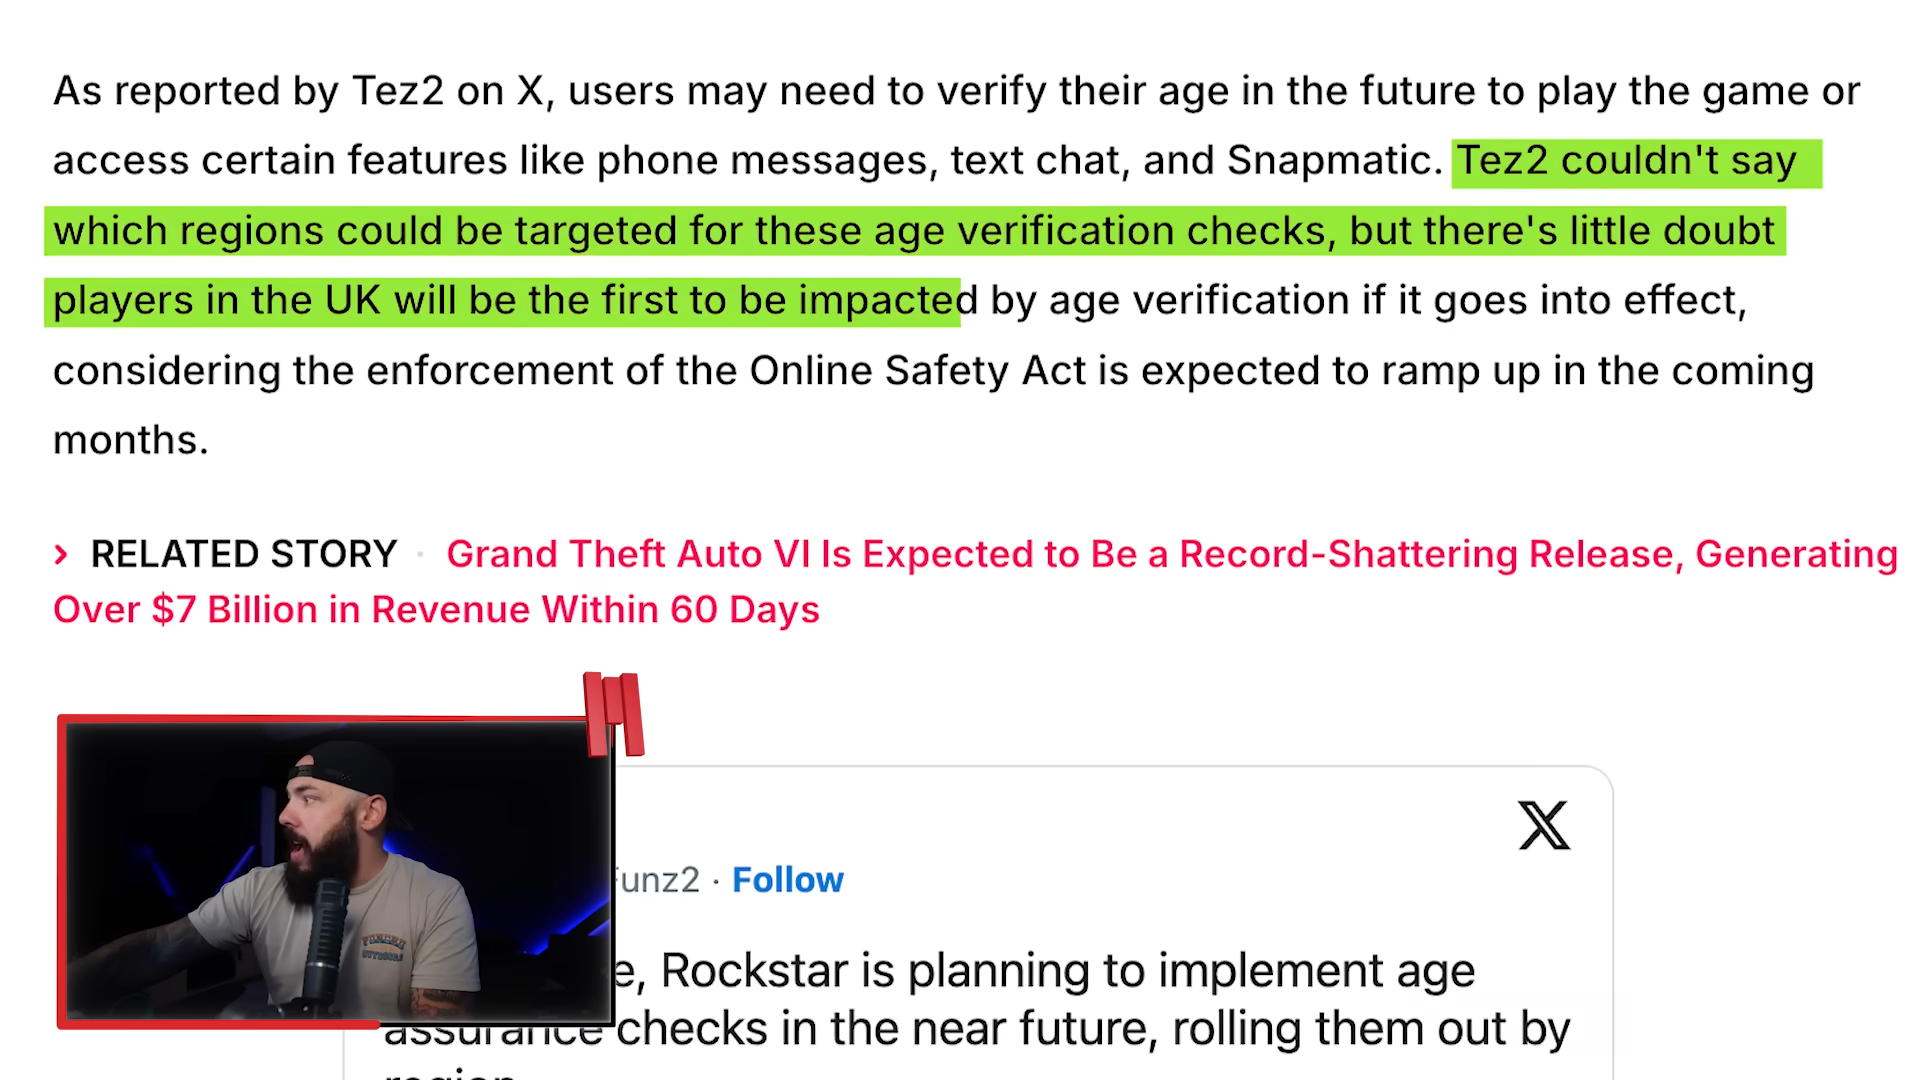 As reported by Tez2 on X, users may need to verify their age in the future to play the game or
access certain features like phone messages, text chat, and Snapmatic. Tez2 couldn't say
which regions could be targeted for these age verification checks, but there's little doubt
players in the UK will be the first to be impacted by age verification if it goes into effect,
considering the enforcement of the Online Safety Act is expected to ramp up in the coming
months.
› RELATED STORY · Grand Theft Auto VI Is Expected to Be a Record-Shattering Release, Generating
Over $7 Billion in Revenue Within 60 Days
Funz2 · Follow
e, Rockstar is planning to implement age
assurance checks in the near future, rolling them out by
region